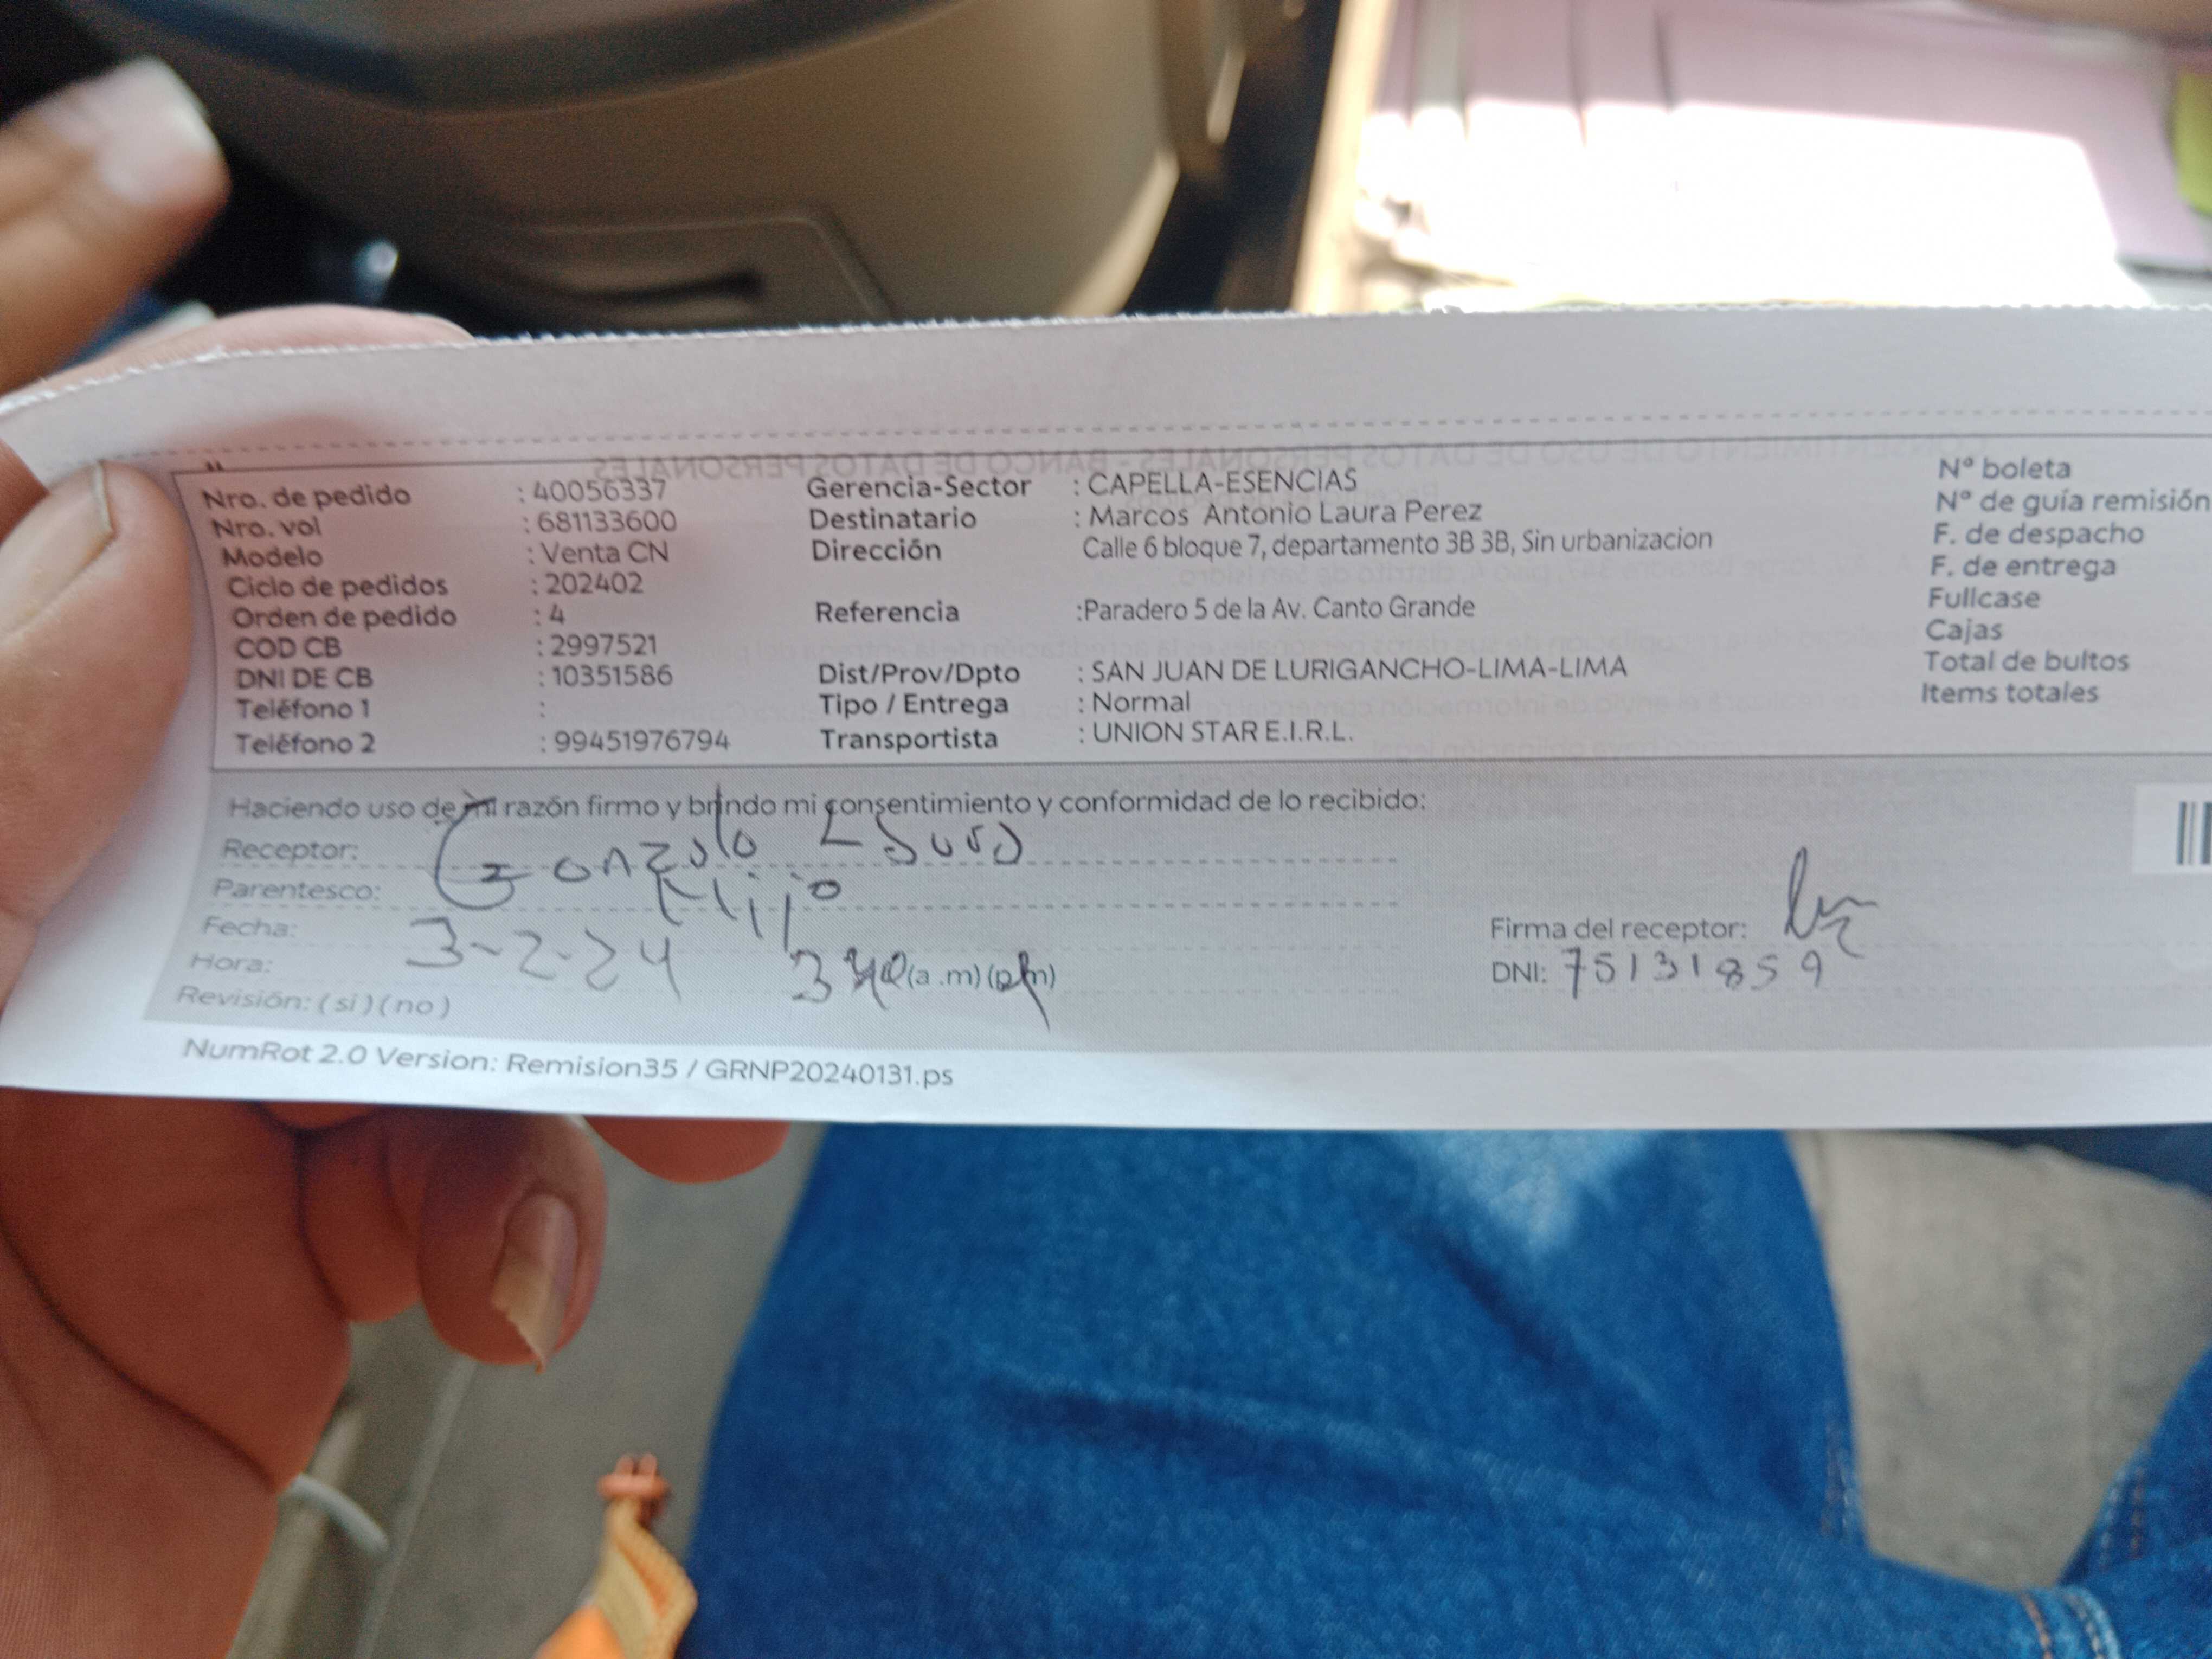 Nro. de pedido : 40056337
Nro. vol : 681133600
Modelo : Venta CN
Ciclo de pedidos : 202402
Orden de pedido : 4
COD CB : 2997521
DNI DE CB : 10351586
Teléfono 1 :
Teléfono 2 : 99451976794
Gerencia-Sector : CAPELLA-ESENCIAS
Destinatario : Marcos Antonio Laura Perez
Dirección Calle 6 bloque 7, departamento 3B 3B, Sin urbanizacion
Referencia :Paradero 5 de la Av. Canto Grande
Dist/Prov/Dpto : SAN JUAN DE LURIGANCHO-LIMA-LIMA
Tipo / Entrega : Normal
Transportista : UNION STAR E.I.R.L.
N° boleta
N° de guía remisión
F. de despacho
F. de entrega
Fullcase
Cajas
Total de bultos
Items totales
Haciendo uso de mi razón firmo y brindo mi consentimiento y conformidad de lo recibido:
Receptor: Gonzalo Laura
Parentesco: Hijo
Fecha: 3-2-24
Hora: (a .m) (p.m)
Revisión: ( si ) ( no )
Firma del receptor:
DNI: 75131859
NumRot 2.0 Version: Remision35 / GRNP20240131.ps